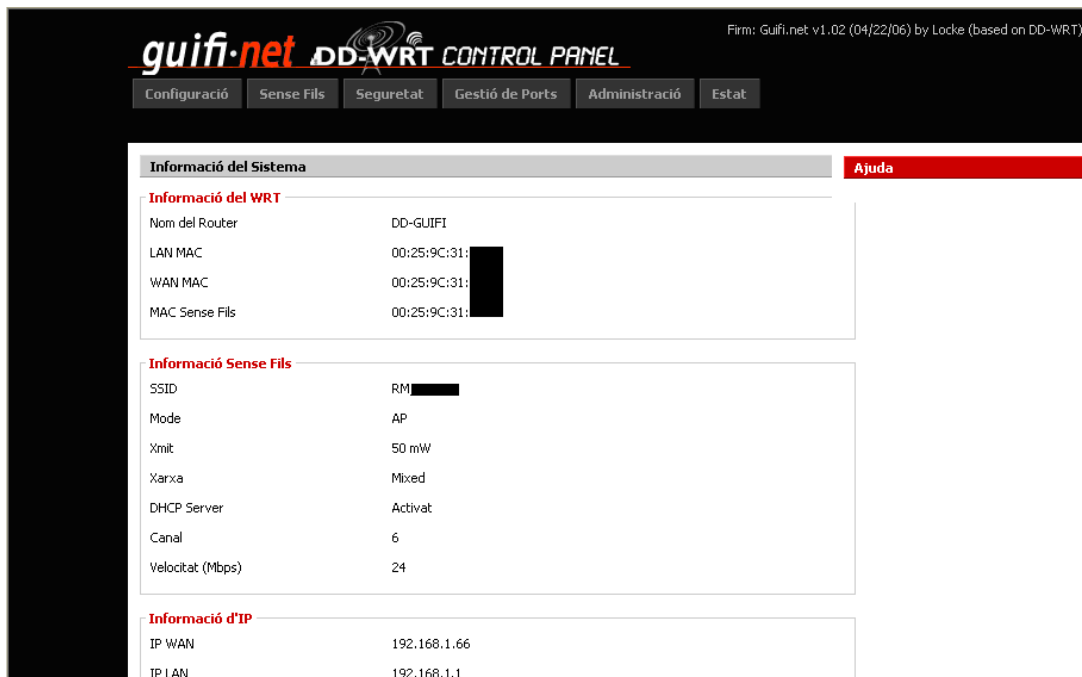 Firm: Guifi.net v1.02 (04/22/06) by Locke (based on DD-WRT)
guifi·net DD-WRT CONTROL PANEL
Configuració Sense Fils Seguretat Gestió de Ports Administració Estat
Informació del Sistema
Ajuda
Informació del WRT
Nom del Router DD-GUIFI
LAN MAC 00:25:9C:31:
WAN MAC 00:25:9C:31:
MAC Sense Fils 00:25:9C:31:
Informació Sense Fils
SSID RM
Mode AP
Xmit 50 mW
Xarxa Mixed
DHCP Server Activat
Canal 6
Velocitat (Mbps) 24
Informació d'IP
IP WAN 192.168.1.66
IP LAN 192.168.1.1